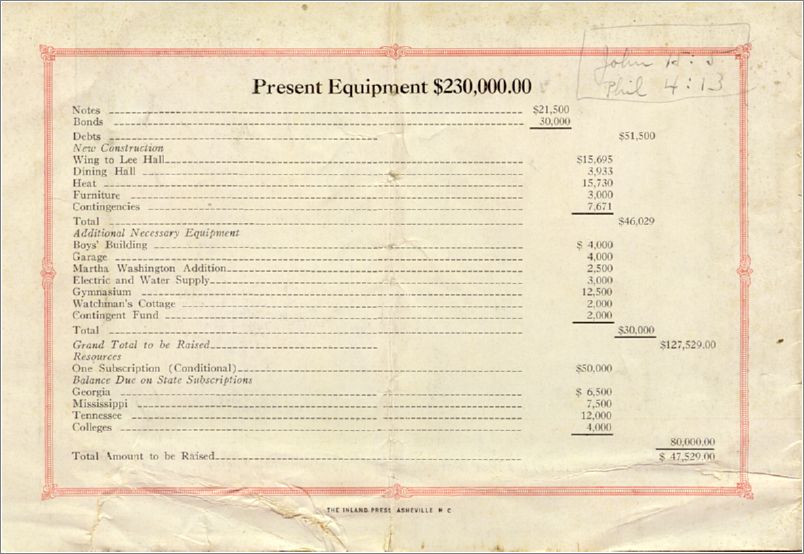 John : 5
Phil 4:13
Present Equipment $230,000.00
Notes $21,500
Bonds 30,000
Debts $51,500
New Construction
Wing to Lee Hall $15,695
Dining Hall 3,933
Heat 15,730
Furniture 3,000
Contingencies 7,671
Total $46,029
Additional Necessary Equipment
Boys' Building $ 4,000
Garage 4,000
Martha Washington Addition 2,500
Electric and Water Supply 3,000
Gymnasium 12,500
Watchman's Cottage 2,000
Contingent Fund 2,000
Total $30,000
Grand Total to be Raised $127,529.00
Resources
One Subscription (Conditional) $50,000
Balance Due on State Subscriptions
Georgia $ 6,500
Mississippi 7,500
Tennessee 12,000
Colleges 4,000
80,000.00
Total Amount to be Raised $ 47,529.00
THE INLAND PRESS ASHEVILLE N C